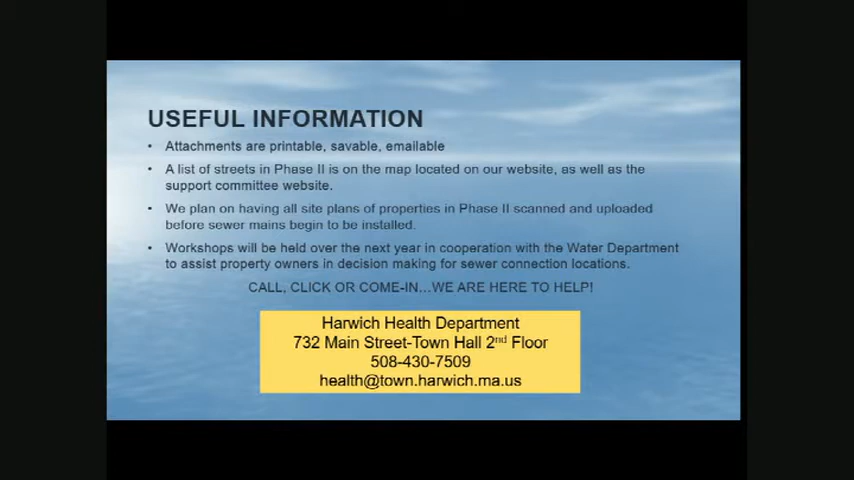 USEFUL INFORMATION
• Attachments are printable, savable, emailable
• A list of streets in Phase II is on the map located on our website, as well as the
support committee website.
• We plan on having all site plans of properties in Phase II scanned and uploaded
before sewer mains begin to be installed.
• Workshops will be held over the next year in cooperation with the Water Department
to assist property owners in decision making for sewer connection locations.
CALL, CLICK OR COME-IN...WE ARE HERE TO HELP!
Harwich Health Department
732 Main Street-Town Hall 2nd Floor
508-430-7509
health@town.harwich.ma.us